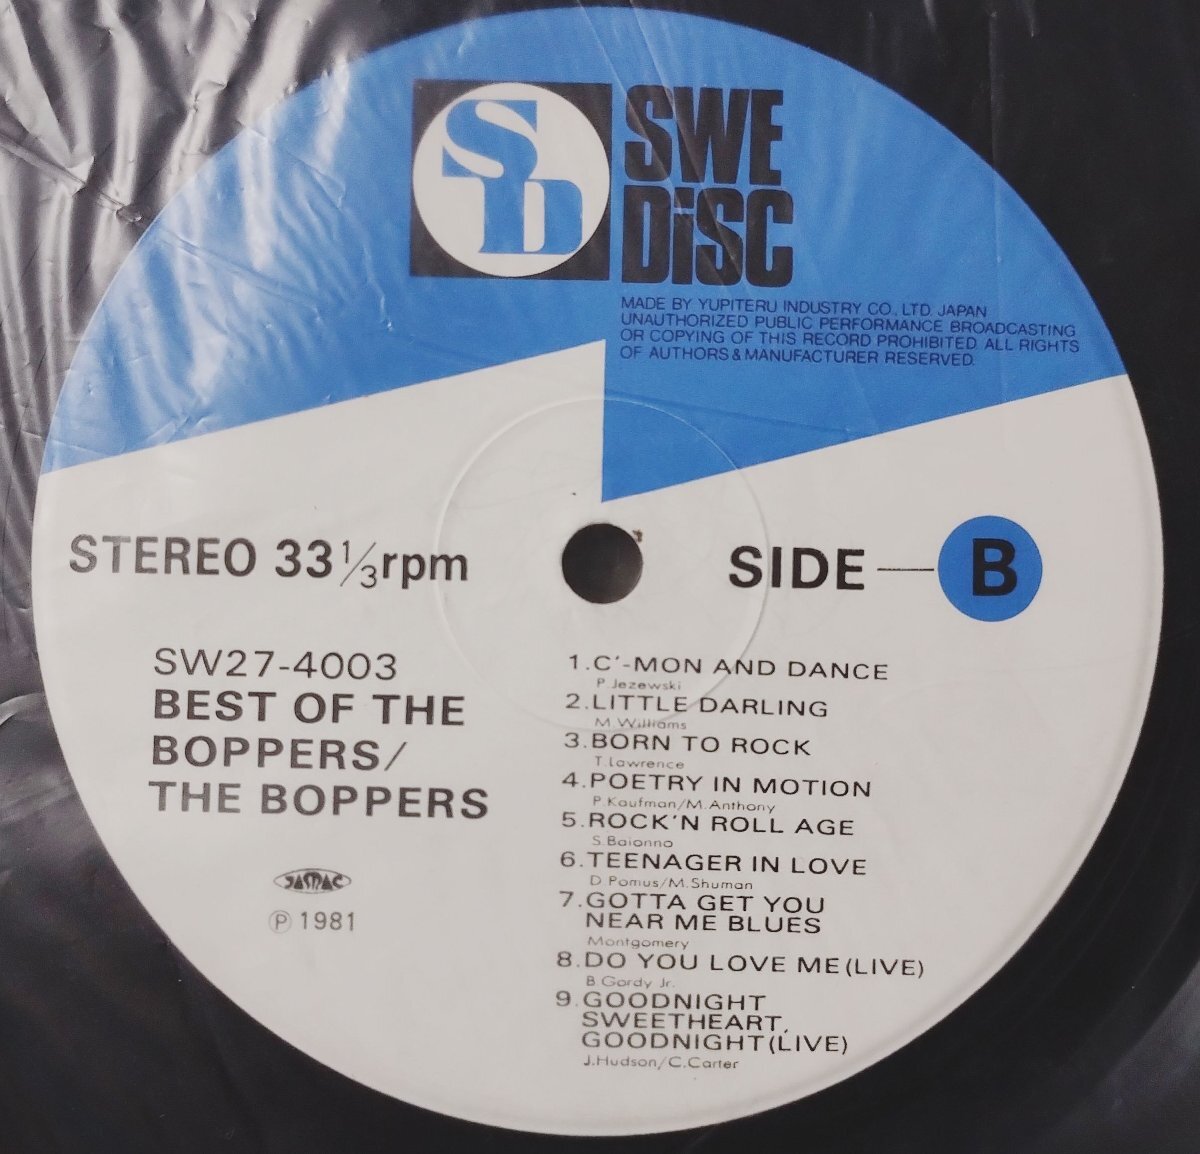 SD
SWE
DiSC
MADE BY YUPITERU INDUSTRY CO., LTD. JAPAN
UNAUTHORIZED PUBLIC PERFORMANCE BROADCASTING
OR COPYING OF THIS RECORD PROHIBITED ALL RIGHTS
OF AUTHORS & MANUFACTURER RESERVED.
STEREO 33 1/3 rpm
SIDE — B
SW27-4003
BEST OF THE
BOPPERS/
THE BOPPERS
JASRAC
Ⓟ 1981
1. C'-MON AND DANCE
P. Jezewski
2. LITTLE DARLING
M. Williams
3. BORN TO ROCK
T. Lawrence
4. POETRY IN MOTION
P. Kaufman/M. Anthony
5. ROCK'N ROLL AGE
S. Baionno
6. TEENAGER IN LOVE
D. Pomus/M. Shuman
7. GOTTA GET YOU
NEAR ME BLUES
Montgomery
8. DO YOU LOVE ME (LIVE)
B. Gordy Jr.
9. GOODNIGHT
SWEETHEART,
GOODNIGHT (LIVE)
J. Hudson/C. Carter